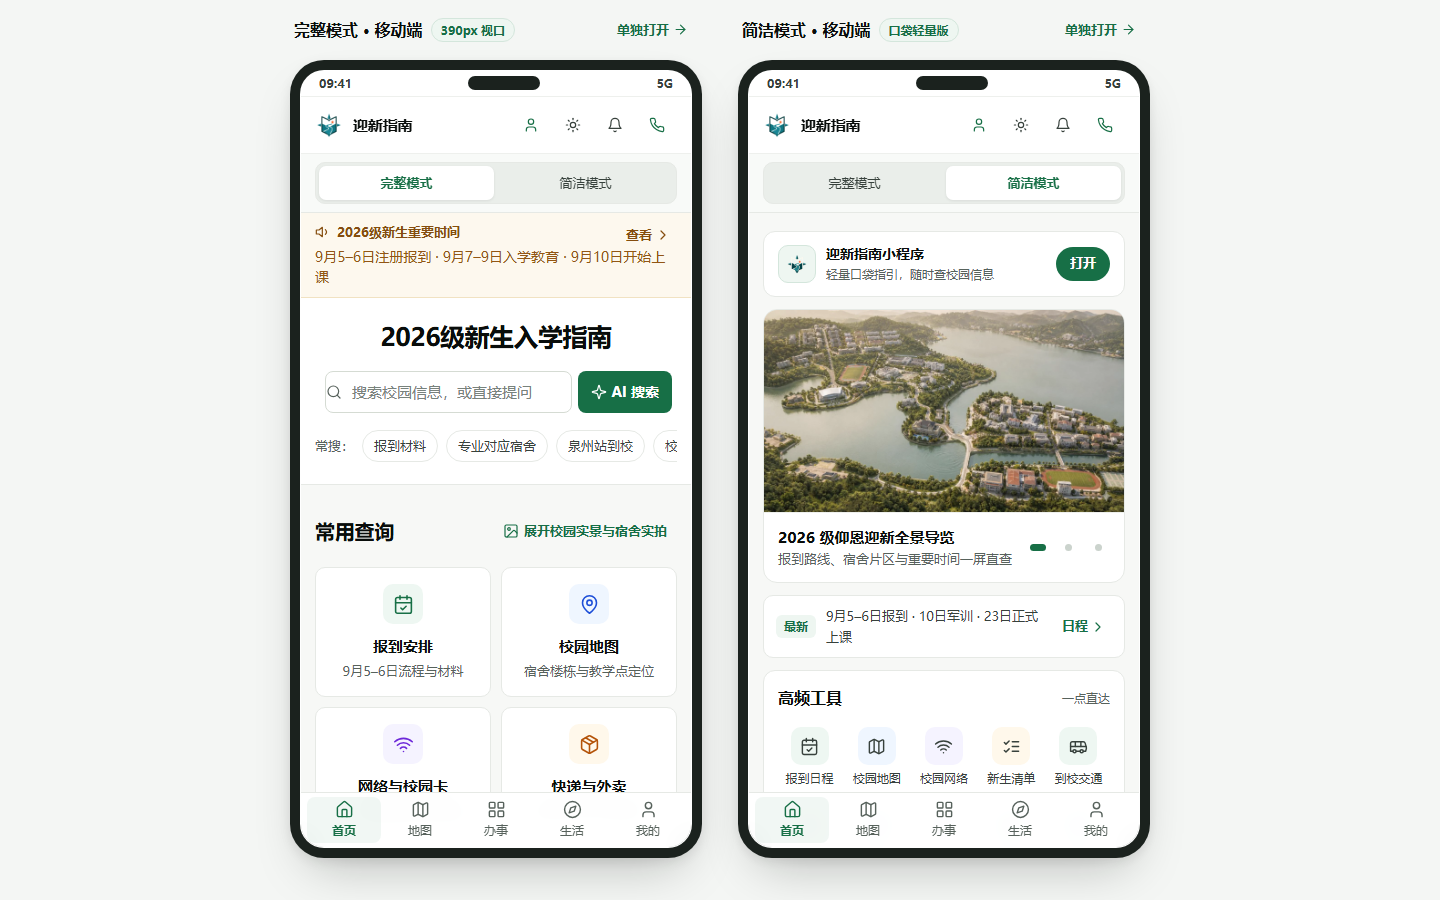 完整模式 • 移动端
390px 视口
单独打开
09:41
5G
迎新指南
完整模式
简洁模式
2026级新生重要时间
查看
9月5–6日注册报到 · 9月7–9日入学教育 · 9月10日开始上
课
2026级新生入学指南
搜索校园信息，或直接提问
AI 搜索
常搜：
报到材料
专业对应宿舍
泉州站到校
校
常用查询
展开校园实景与宿舍实拍
报到安排
9月5–6日流程与材料
校园地图
宿舍楼栋与教学点定位
网络与校园卡
快递与外卖
首页
地图
办事
生活
我的
简洁模式 • 移动端
口袋轻量版
单独打开
09:41
5G
迎新指南
完整模式
简洁模式
迎新指南小程序
轻量口袋指引，随时查校园信息
打开
2026 级仰恩迎新全景导览
报到路线、宿舍片区与重要时间一屏直查
最新
9月5–6日报到 · 10日军训 · 23日正式
上课
日程
高频工具
一点直达
报到日程
校园地图
校园网络
新生清单
到校交通
首页
地图
办事
生活
我的